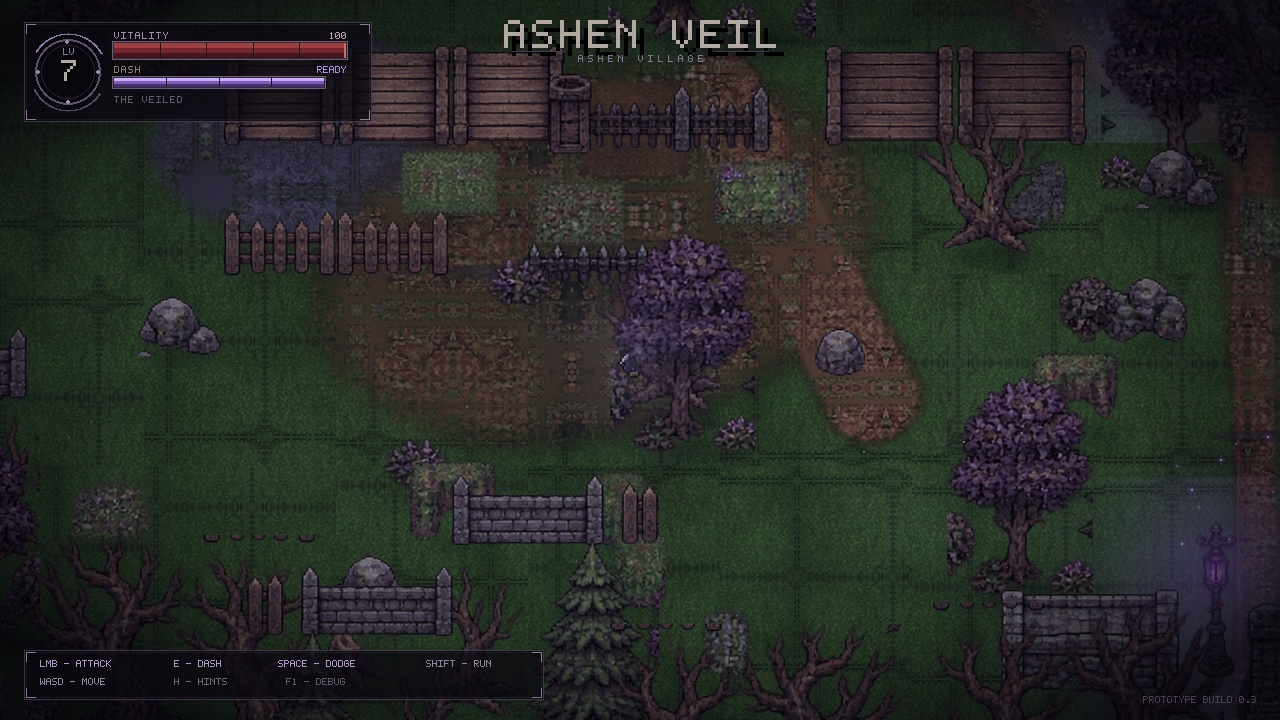 ASHEN VEIL
ASHEN VILLAGE
VITALITY 100
LV
7
DASH READY
THE VEILED
LMB - ATTACK E - DASH SPACE - DODGE SHIFT - RUN
WASD - MOVE H - HINTS F1 - DEBUG
PROTOTYPE BUILD 0.3